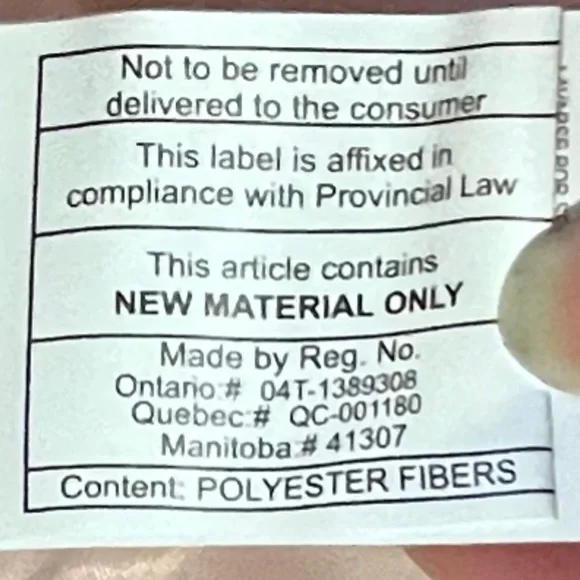 Not to be removed until
delivered to the consumer
This label is affixed in
compliance with Provincial Law
This article contains
NEW MATERIAL ONLY
Made by Reg. No.
Ontario # 04T-1389308
Quebec # QC-001180
Manitoba # 41307
Content: POLYESTER FIBERS